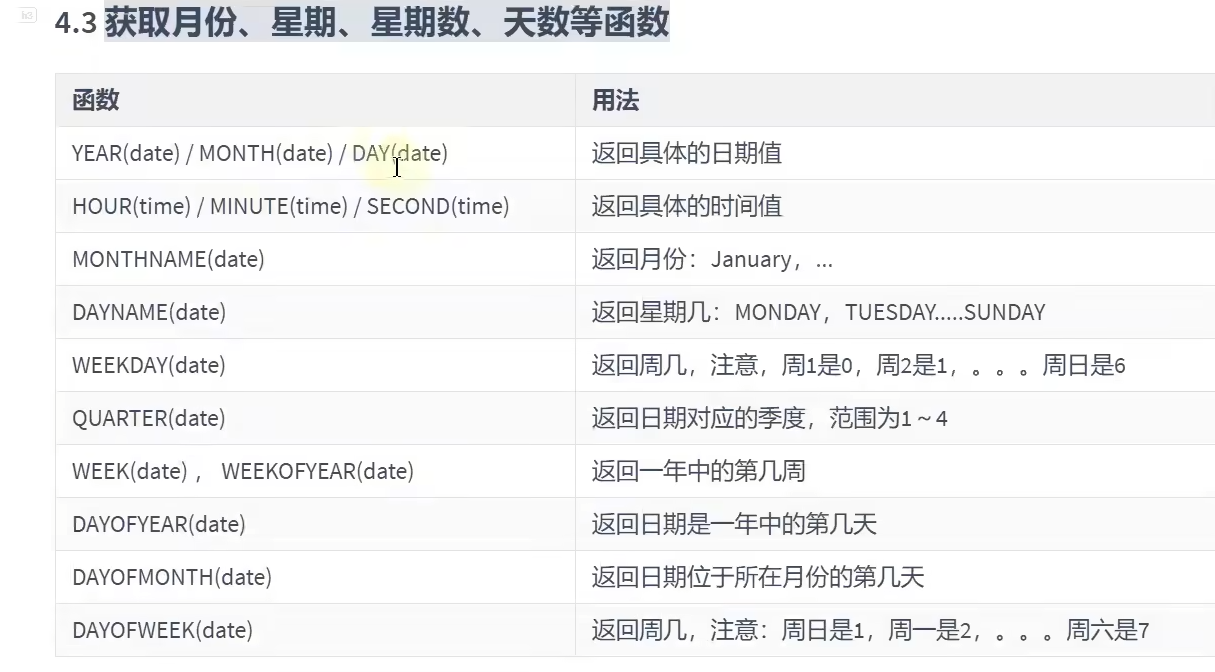 h3
4.3 获取月份、星期、星期数、天数等函数
函数 用法
YEAR(date) / MONTH(date) / DAY(date) 返回具体的日期值
HOUR(time) / MINUTE(time) / SECOND(time) 返回具体的时间值
MONTHNAME(date) 返回月份：January，...
DAYNAME(date) 返回星期几：MONDAY，TUESDAY.....SUNDAY
WEEKDAY(date) 返回周几，注意，周1是0，周2是1，。。。周日是6
QUARTER(date) 返回日期对应的季度，范围为1～4
WEEK(date) ， WEEKOFYEAR(date) 返回一年中的第几周
DAYOFYEAR(date) 返回日期是一年中的第几天
DAYOFMONTH(date) 返回日期位于所在月份的第几天
DAYOFWEEK(date) 返回周几，注意：周日是1，周一是2，。。。周六是7